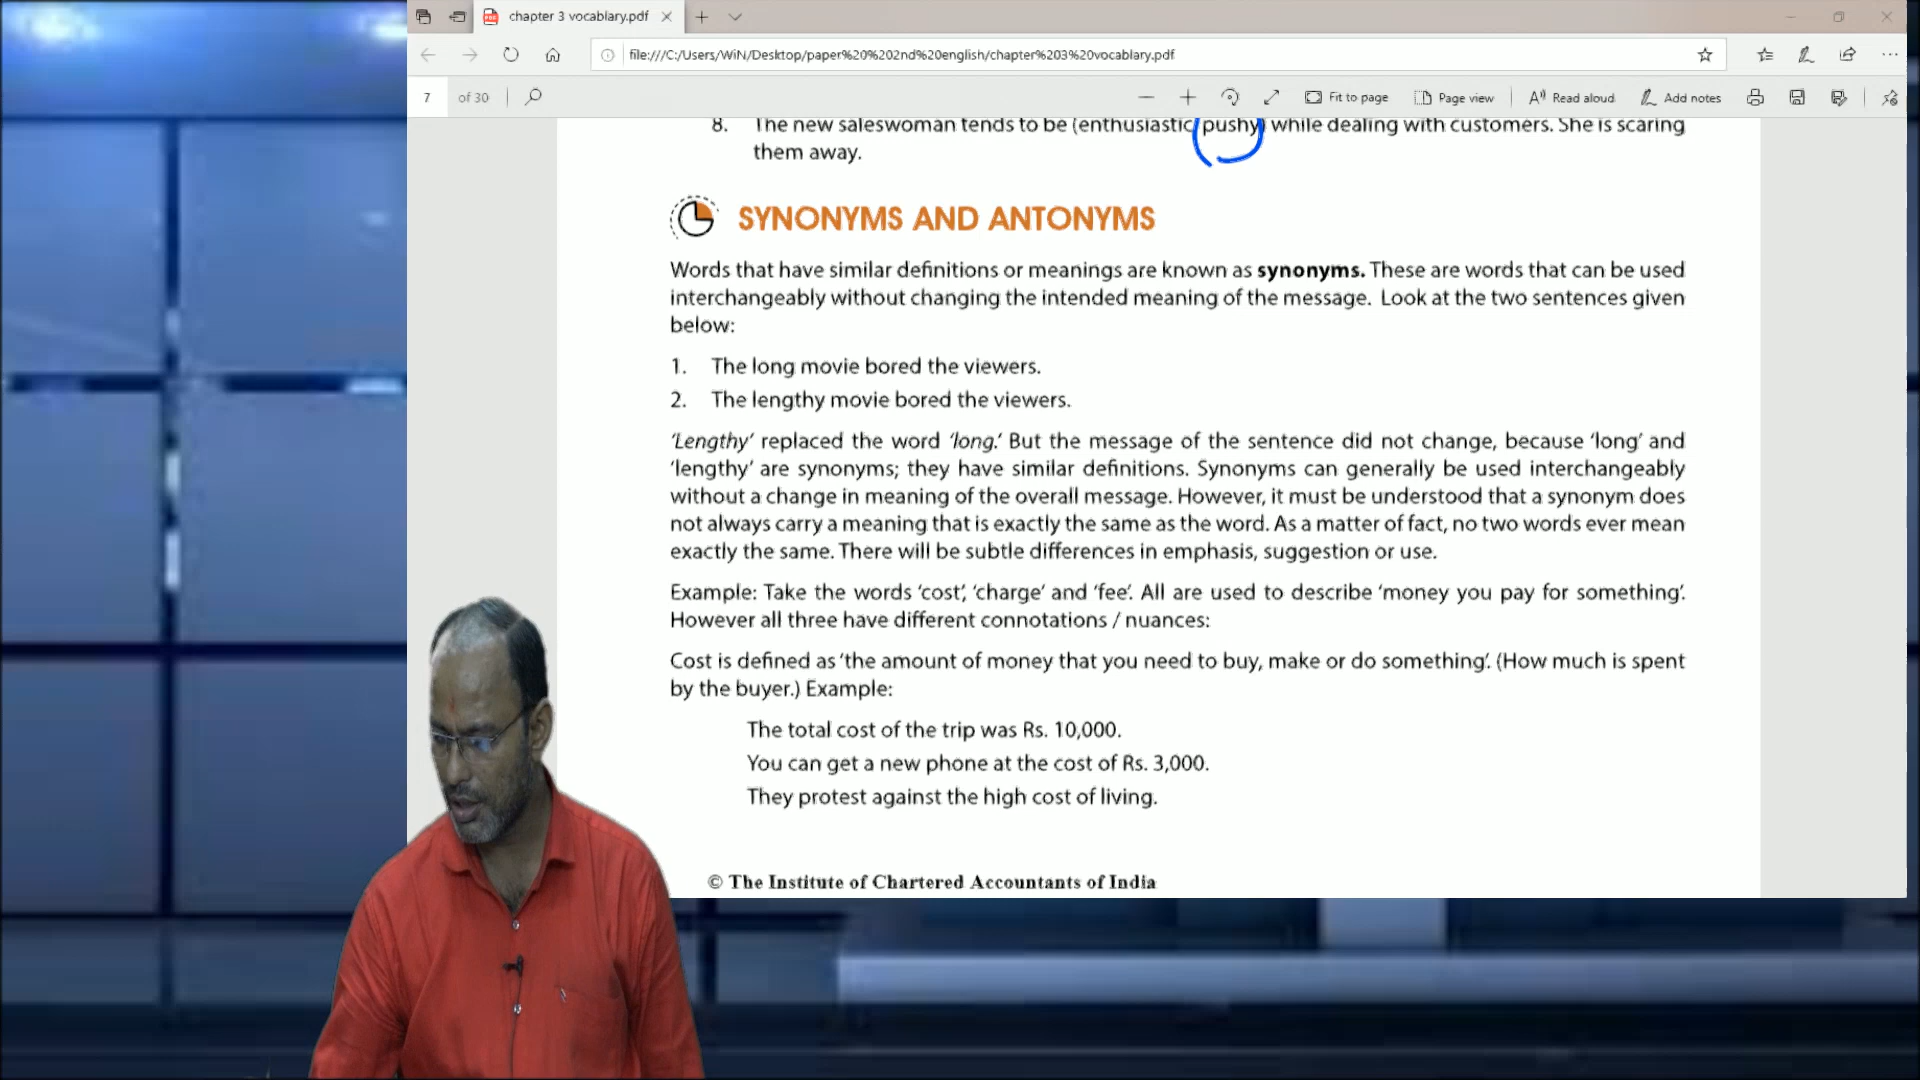 chapter 3 vocablary.pdf
file:///C:/Users/WiN/Desktop/paper%20%202nd%20english/chapter%203%20vocablary.pdf
7 of 30 Fit to page Page view Read aloud Add notes
8. The new saleswoman tends to be (enthusiastic/pushy) while dealing with customers. She is scaring
them away.
SYNONYMS AND ANTONYMS
Words that have similar definitions or meanings are known as synonyms. These are words that can be used
interchangeably without changing the intended meaning of the message. Look at the two sentences given
below:
1. The long movie bored the viewers.
2. The lengthy movie bored the viewers.
‘Lengthy’ replaced the word ‘long.’ But the message of the sentence did not change, because ‘long’ and
‘lengthy’ are synonyms; they have similar definitions. Synonyms can generally be used interchangeably
without a change in meaning of the overall message. However, it must be understood that a synonym does
not always carry a meaning that is exactly the same as the word. As a matter of fact, no two words ever mean
exactly the same. There will be subtle differences in emphasis, suggestion or use.
Example: Take the words ‘cost’, ‘charge’ and ‘fee’. All are used to describe ‘money you pay for something’.
However all three have different connotations / nuances:
Cost is defined as ‘the amount of money that you need to buy, make or do something’. (How much is spent
by the buyer.) Example:
The total cost of the trip was Rs. 10,000.
You can get a new phone at the cost of Rs. 3,000.
They protest against the high cost of living.
© The Institute of Chartered Accountants of India